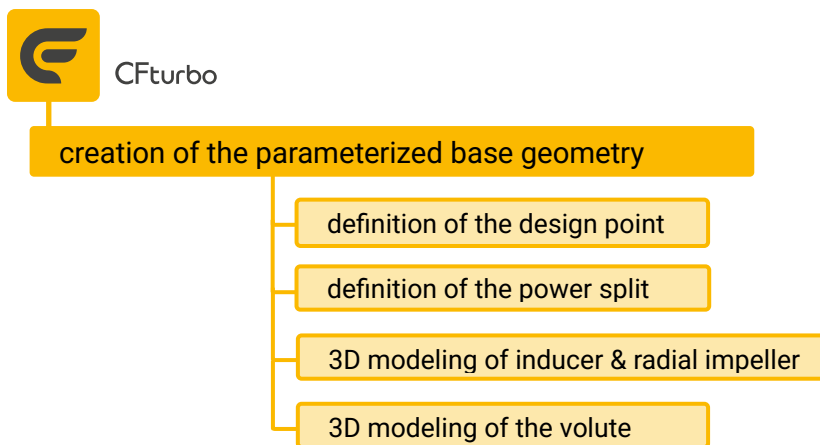 CFturbo
creation of the parameterized base geometry
definition of the design point
definition of the power split
3D modeling of inducer & radial impeller
3D modeling of the volute